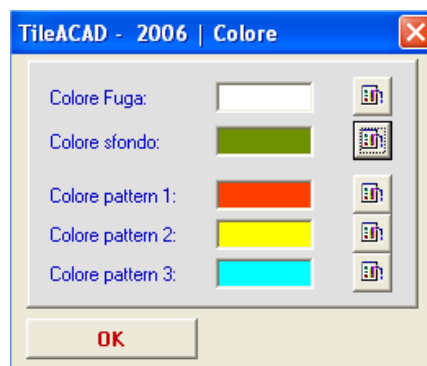 TileACAD - 2006 | Colore
Colore Fuga:
Colore sfondo:
Colore pattern 1:
Colore pattern 2:
Colore pattern 3:
OK